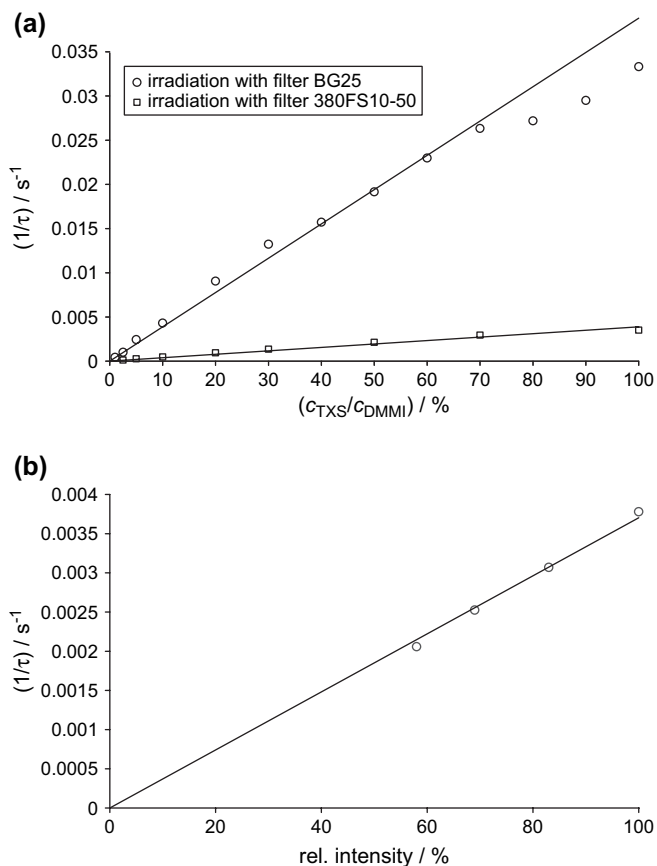 (a)
0.035
0.03
0.025
0.02
0.015
0.01
0.005
0
(1/τ) / s⁻¹
irradiation with filter BG25
irradiation with filter 380FS10-50
0 10 20 30 40 50 60 70 80 90 100
(c_TXS/c_DMMI) / %
(b)
0.004
0.0035
0.003
0.0025
0.002
0.0015
0.001
0.0005
0
(1/τ) / s⁻¹
0 20 40 60 80 100
rel. intensity / %